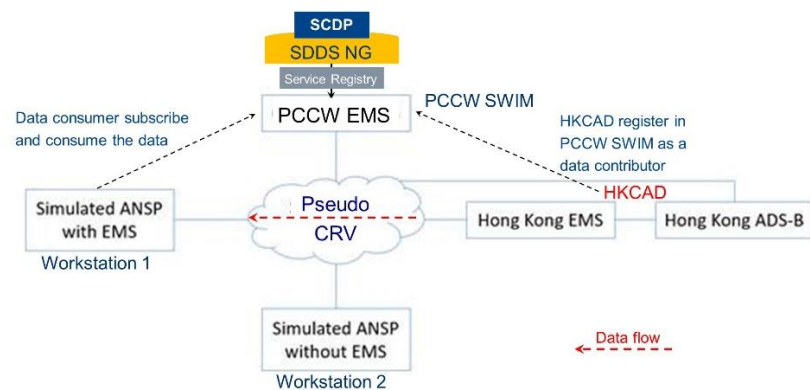 SCDP
SDDS NG
Service Registry
PCCW EMS
PCCW SWIM
Data consumer subscribe
and consume the data
HKCAD register in
PCCW SWIM as a
data contributor
HKCAD
Simulated ANSP
with EMS
Workstation 1
Pseudo
CRV
Hong Kong EMS
Hong Kong ADS-B
Simulated ANSP
without EMS
Workstation 2
Data flow